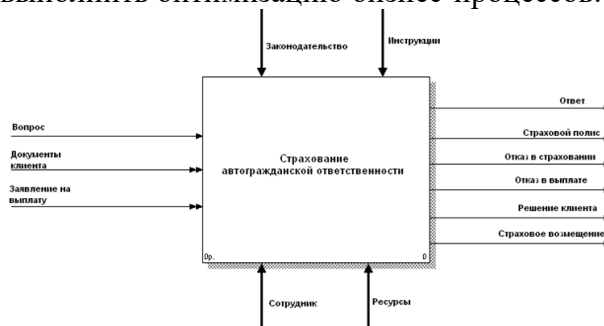 выполнить оптимизацию бизнес-процессов.
Законодательство
Инструкции
Вопрос
Документы
клиента
Заявление на
выплату
Страхование
автогражданской ответственности
Ответ
Страховой полис
Отказ в страховании
Отказ в выплате
Решение клиента
Страховое возмещение
0р.
0
Сотрудник
Ресурсы